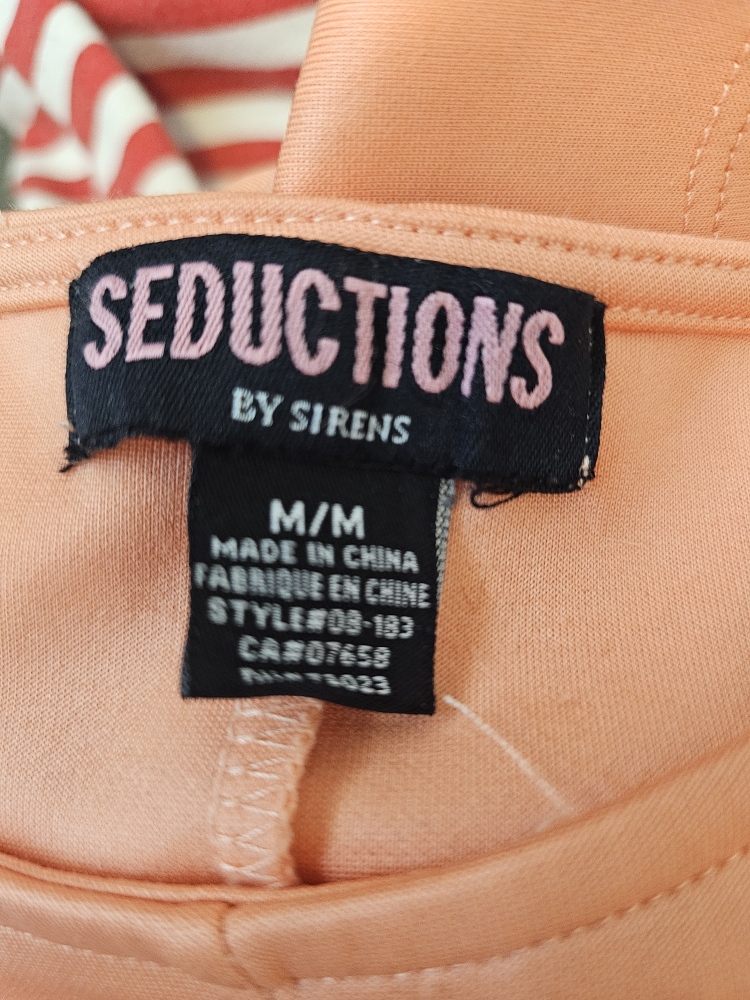 SEDUCTIONS
BY SIRENS
M/M
MADE IN CHINA
FABRIQUE EN CHINE
STYLE#08-183
CA#07658